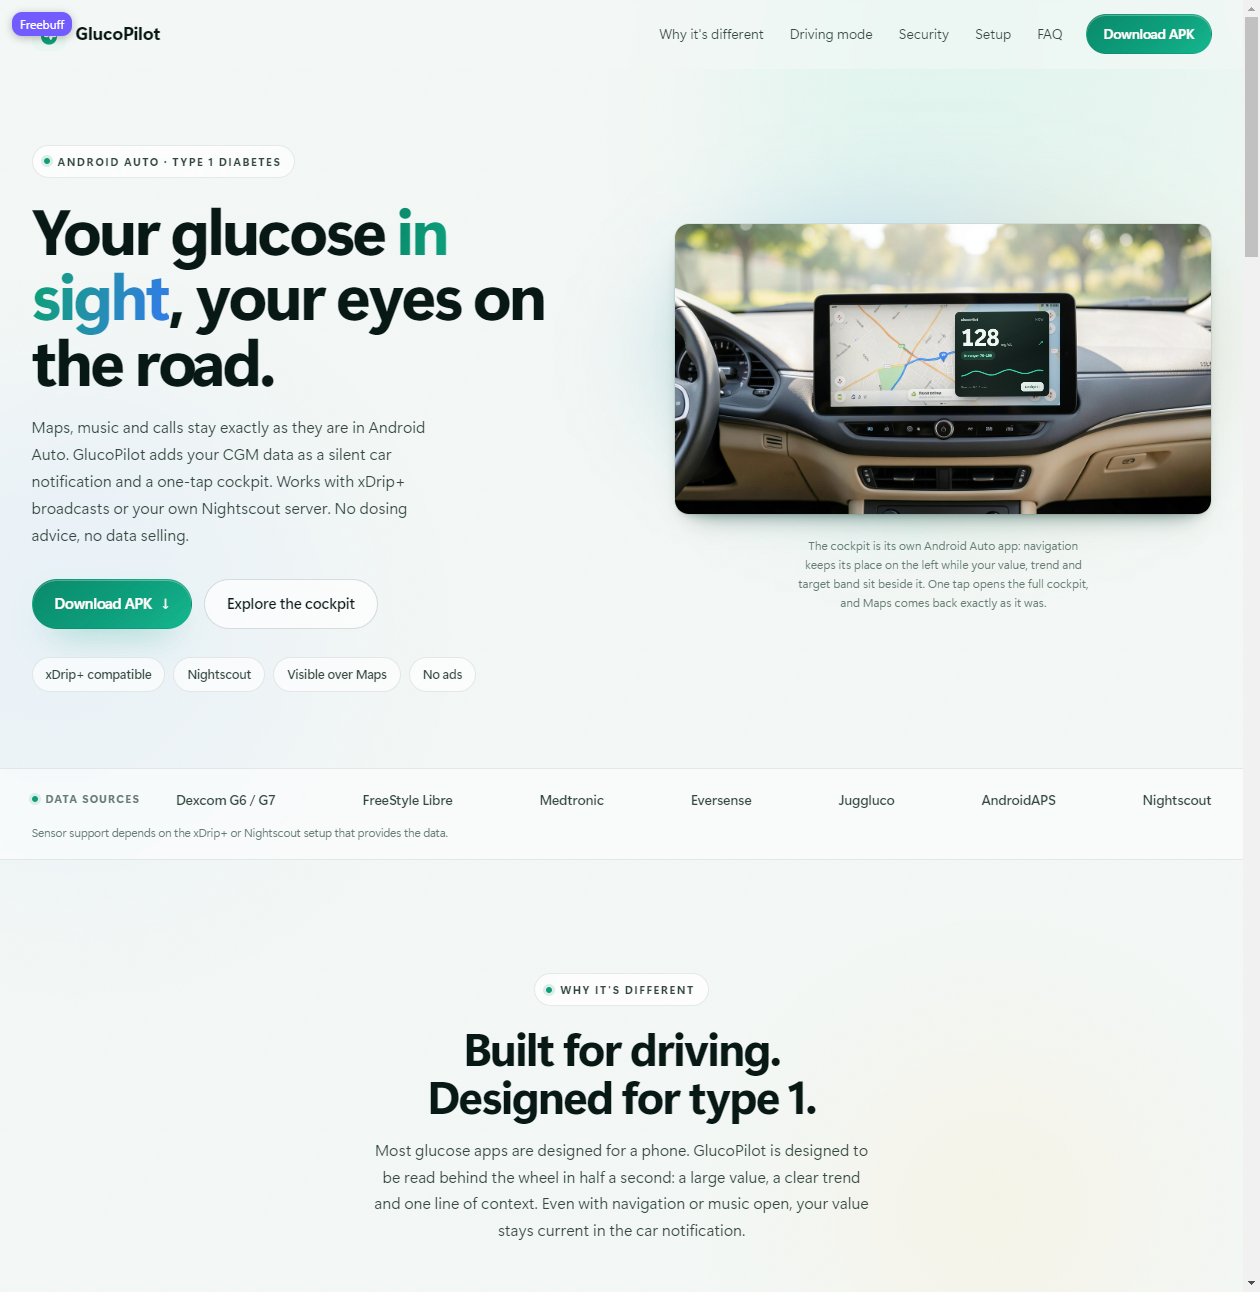 Freebuff
GlucoPilot
Why it's different
Driving mode
Security
Setup
FAQ
Download APK
ANDROID AUTO · TYPE 1 DIABETES
Your glucose in
sight, your eyes on
the road.
Maps, music and calls stay exactly as they are in Android
Auto. GlucoPilot adds your CGM data as a silent car
notification and a one-tap cockpit. Works with xDrip+
broadcasts or your own Nightscout server. No dosing
advice, no data selling.
Download APK ↓
Explore the cockpit
xDrip+ compatible
Nightscout
Visible over Maps
No ads
128
The cockpit is its own Android Auto app: navigation
keeps its place on the left while your value, trend and
target band sit beside it. One tap opens the full cockpit,
and Maps comes back exactly as it was.
DATA SOURCES
Dexcom G6 / G7
FreeStyle Libre
Medtronic
Eversense
Juggluco
AndroidAPS
Nightscout
Sensor support depends on the xDrip+ or Nightscout setup that provides the data.
WHY IT'S DIFFERENT
Built for driving.
Designed for type 1.
Most glucose apps are designed for a phone. GlucoPilot is designed to
be read behind the wheel in half a second: a large value, a clear trend
and one line of context. Even with navigation or music open, your value
stays current in the car notification.